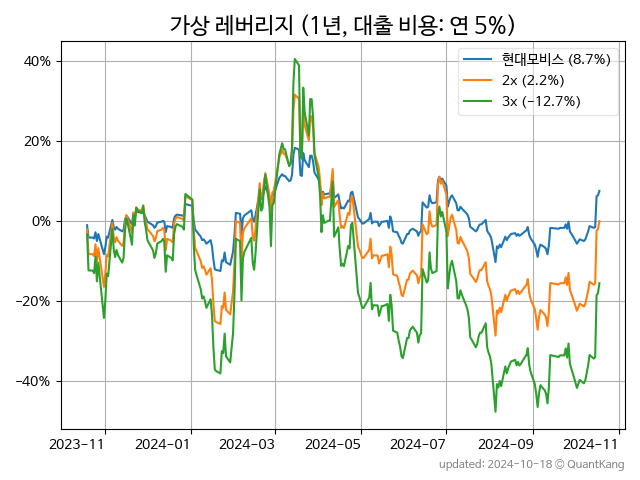 가상 레버리지 (1년, 대출 비용: 연 5%)
현대모비스 (8.7%)
2x (2.2%)
3x (−12.7%)
40%
20%
0%
−20%
−40%
2023-11 2024-01 2024-03 2024-05 2024-07 2024-09 2024-11
updated: 2024-10-18 © QuantKang